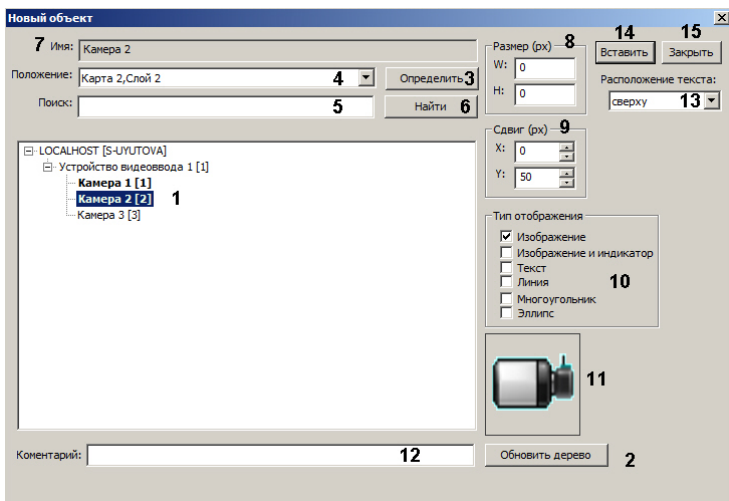 Новый объект
7 Имя: Камера 2
Положение: Карта 2,Слой 2 4 Определить 3
Поиск: 5 Найти 6
Размер (px) 8
W: 0
H: 0
14 15
Вставить Закрыть
Расположение текста:
сверху 13
Сдвиг (px) 9
X: 0
Y: 50
LOCALHOST [S-UYUTOVA]
Устройство видеоввода 1 [1]
Камера 1 [1]
Камера 2 [2] 1
Камера 3 [3]
Тип отображения
Изображение
Изображение и индикатор
Текст
Линия 10
Многоугольник
Эллипс
11
Коментарий: 12
Обновить дерево 2